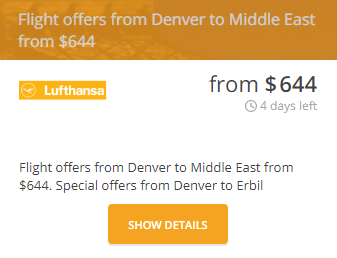 Flight offers from Denver to Middle East
from $644
Lufthansa
from $644
4 days left
Flight offers from Denver to Middle East from
$644. Special offers from Denver to Erbil
SHOW DETAILS